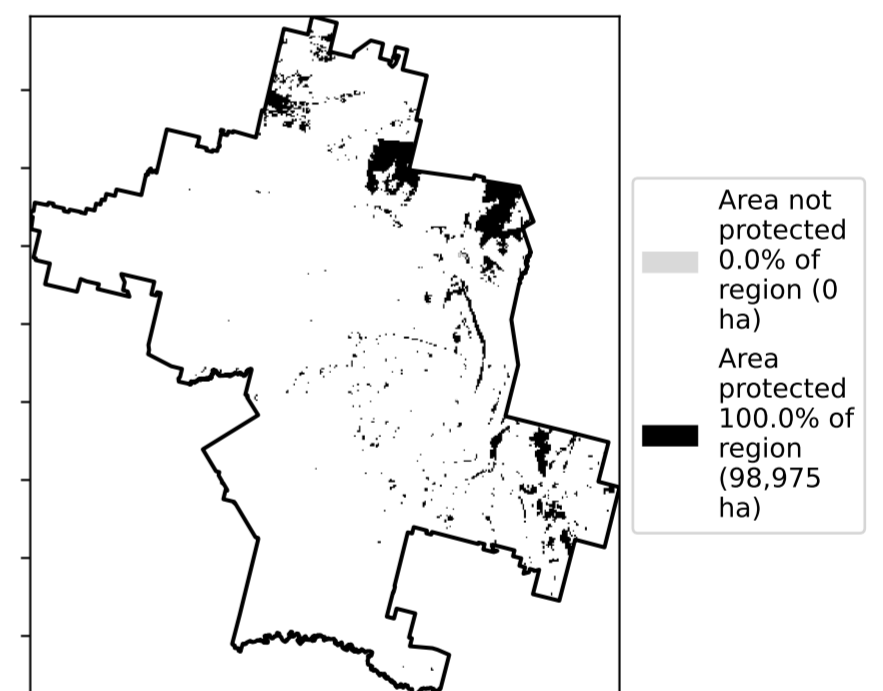 Area not
protected
0.0% of
region (0
ha)
Area
protected
100.0% of
region
(98,975
ha)